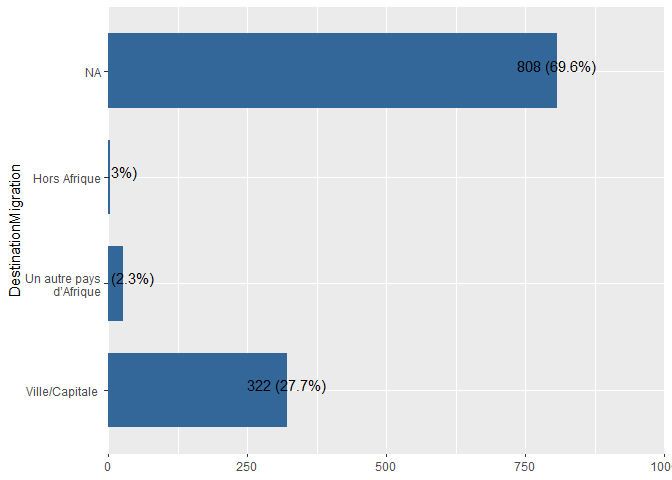 NA
808 (69.6%)
Hors Afrique
3%)
Un autre pays
d'Afrique
(2.3%)
Ville/Capitale
322 (27.7%)
DestinationMigration
0
250
500
750
100